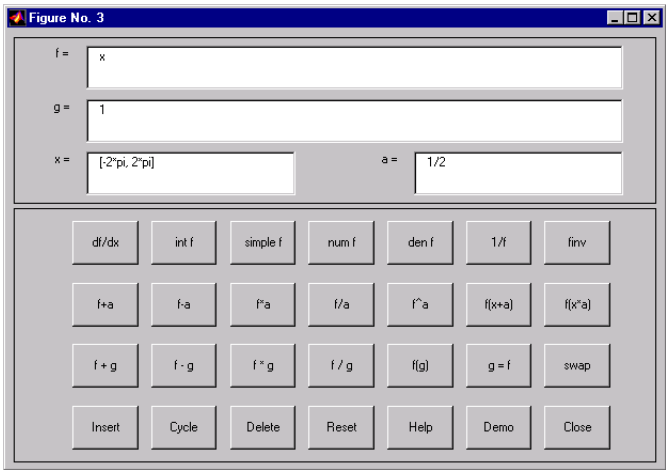 Figure No. 3
f = x
g = 1
x = [-2*pi, 2*pi] a = 1/2
df/dx int f simple f num f den f 1/f finv
f+a f-a f*a f/a f^a f(x+a) f(x*a)
f + g f - g f * g f / g f(g) g = f swap
Insert Cycle Delete Reset Help Demo Close